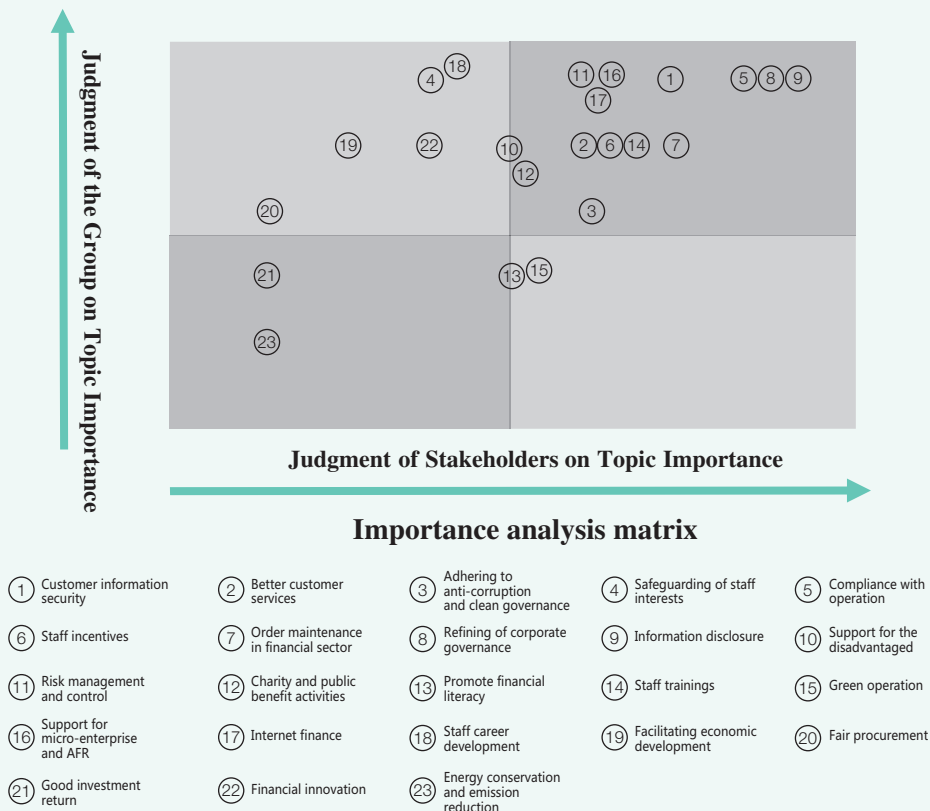 Judgment of the Group on Topic Importance
18
4
11
16
1
5
8
9
17
19
22
10
2
6
14
7
12
20
3
21
13
15
23
Judgment of Stakeholders on Topic Importance
Importance analysis matrix
1 Customer information
security
2 Better customer
services
3 Adhering to
anti-corruption
and clean governance
4 Safeguarding of staff
interests
5 Compliance with
operation
6 Staff incentives
7 Order maintenance
in financial sector
8 Refining of corporate
governance
9 Information disclosure
10 Support for the
disadvantaged
11 Risk management
and control
12 Charity and public
benefit activities
13 Promote financial
literacy
14 Staff trainings
15 Green operation
16 Support for
micro-enterprise
and AFR
17 Internet finance
18 Staff career
development
19 Facilitating economic
development
20 Fair procurement
21 Good investment
return
22 Financial innovation
23 Energy conservation
and emission
reduction